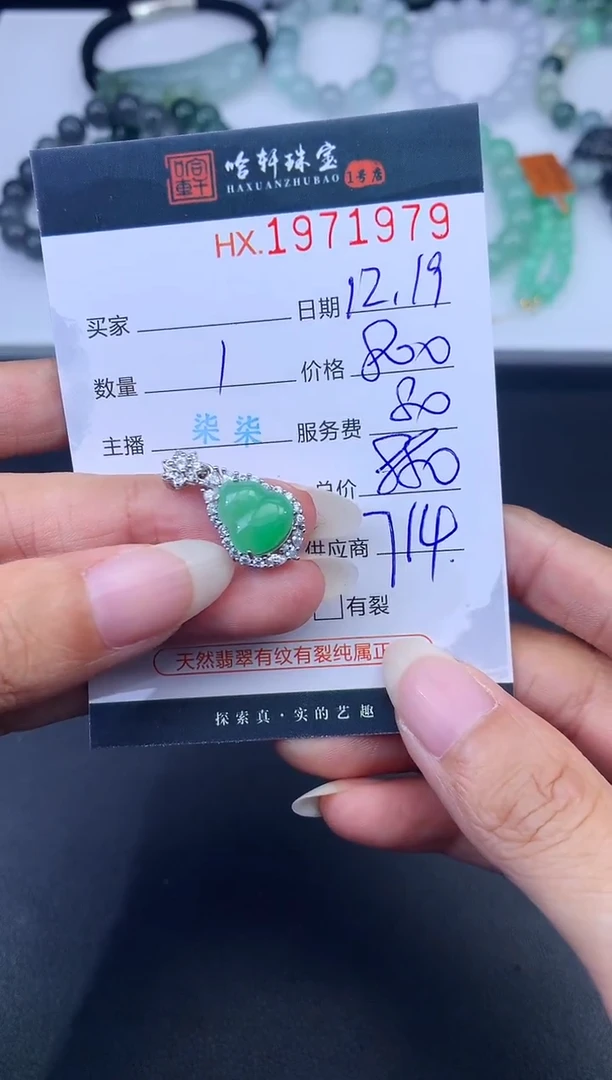 哈轩珠宝
HAXUANZHUBAO 1号店
HX.1971979
买家 日期 12.19
数量 1 价格 800
主播 柒柒 服务费 80
总价 880
供应商 714
有裂
天然翡翠有纹有裂纯属正
探索真·实的艺趣